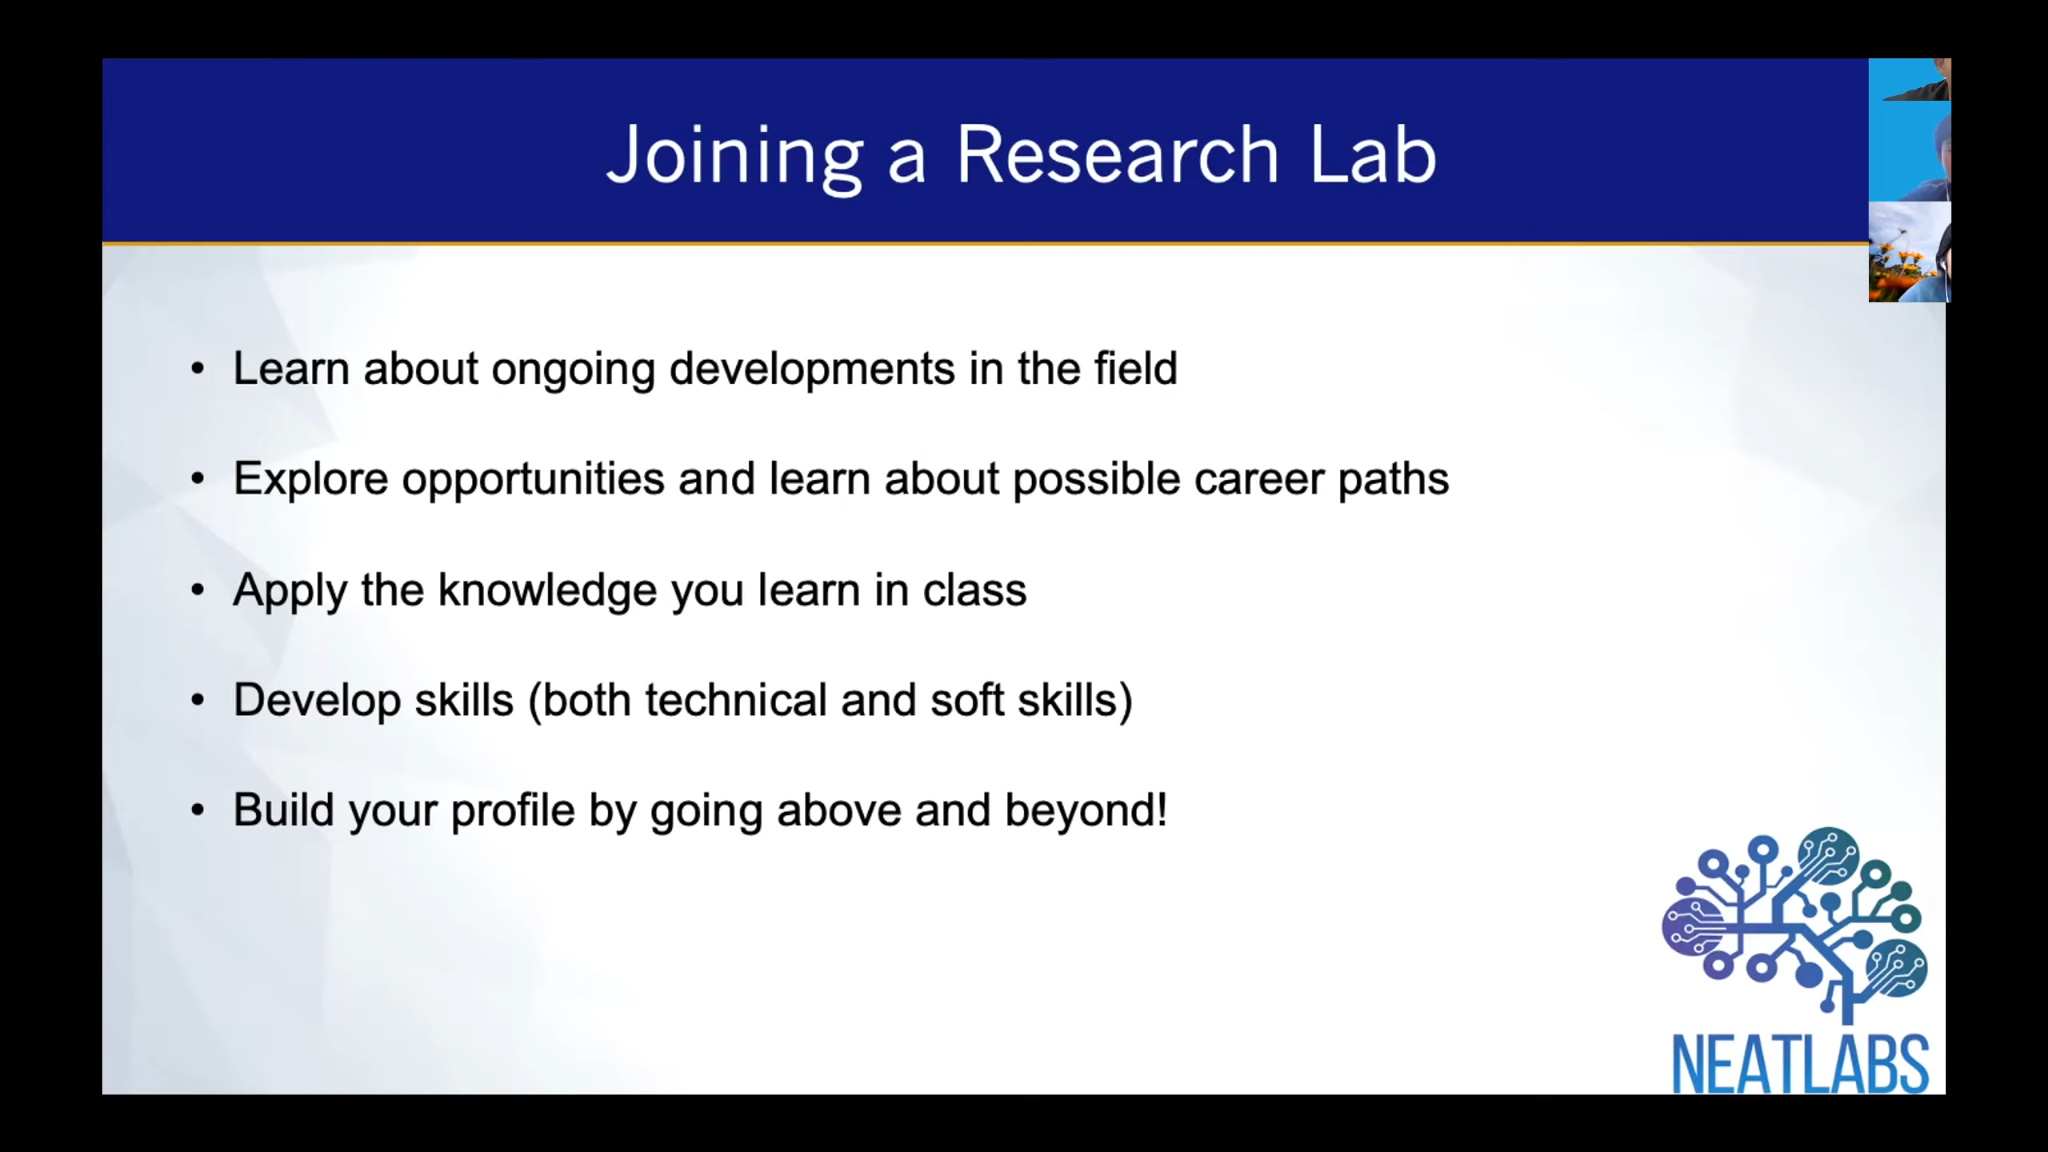 Joining a Research Lab
• Learn about ongoing developments in the field
• Explore opportunities and learn about possible career paths
• Apply the knowledge you learn in class
• Develop skills (both technical and soft skills)
• Build your profile by going above and beyond!
NEATLABS